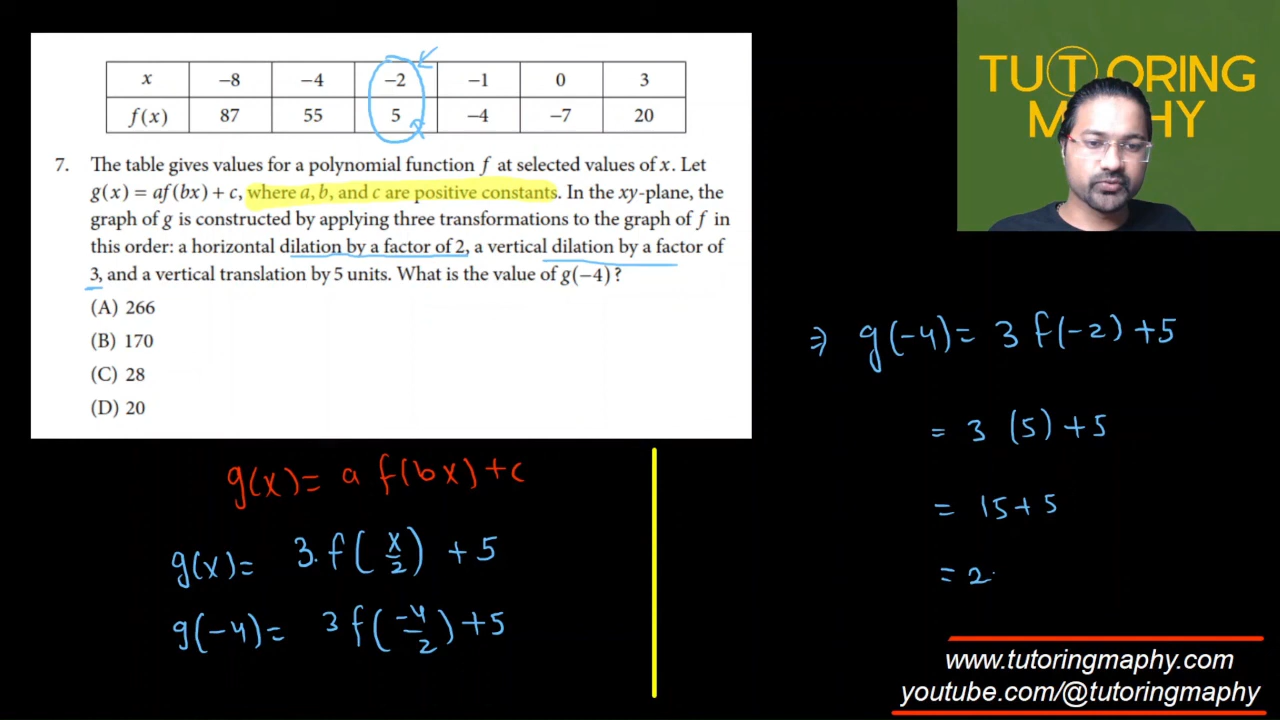 x −8 −4 −2 −1 0 3
f(x) 87 55 5 −4 −7 20
7. The table gives values for a polynomial function f at selected values of x. Let
g(x) = af(bx) + c, where a, b, and c are positive constants. In the xy-plane, the
graph of g is constructed by applying three transformations to the graph of f in
this order: a horizontal dilation by a factor of 2, a vertical dilation by a factor of
3, and a vertical translation by 5 units. What is the value of g(−4)?
(A) 266
(B) 170
(C) 28
(D) 20
g(x) = a f(bx) + c
g(x) = 3. f(x/2) + 5
g(−4) = 3 f(−4/2) + 5
⇒ g(−4) = 3 f(−2) + 5
= 3 (5) + 5
= 15 + 5
= 2
TUTORING
MAPHY
www.tutoringmaphy.com
youtube.com/@tutoringmaphy